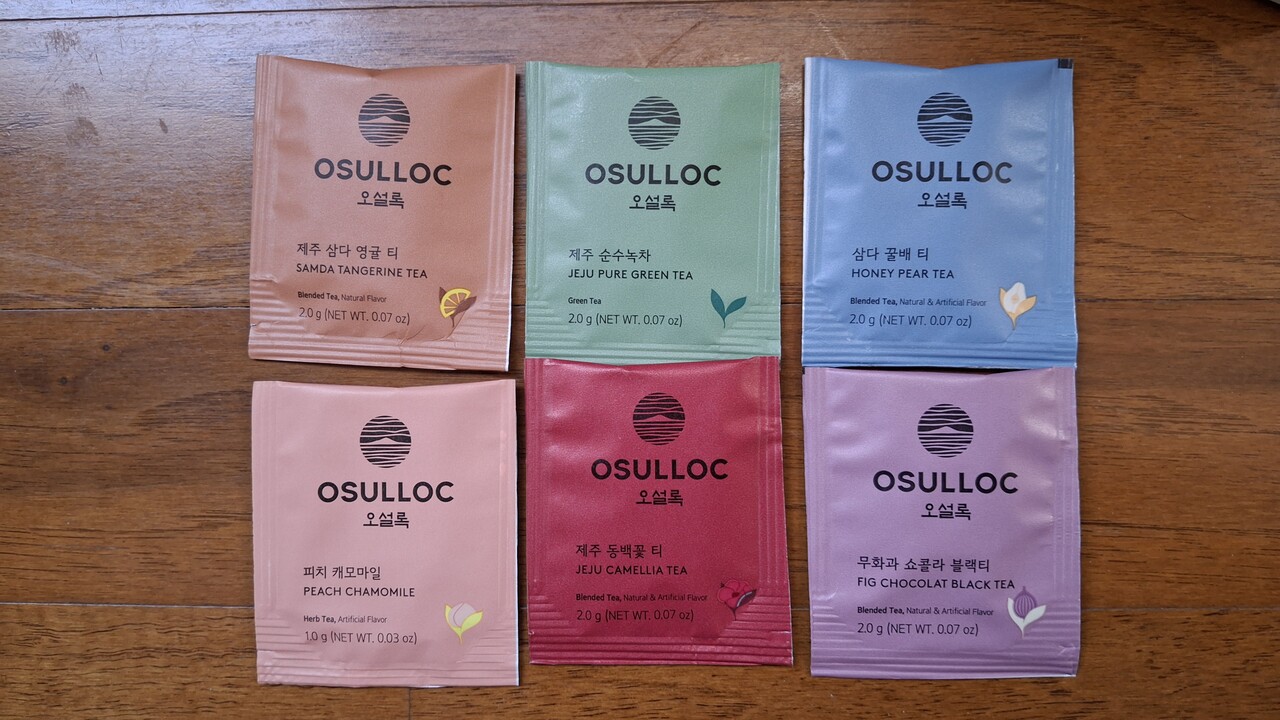 OSULLOC
오설록
제주 삼다 영귤 티
SAMDA TANGERINE TEA
Blended Tea, Natural Flavor
2.0 g (NET WT. 0.07 oz)
OSULLOC
오설록
제주 순수녹차
JEJU PURE GREEN TEA
Green Tea
2.0 g (NET WT. 0.07 oz)
OSULLOC
오설록
삼다 꿀배 티
HONEY PEAR TEA
Blended Tea, Natural & Artificial Flavor
2.0 g (NET WT. 0.07 oz)
OSULLOC
오설록
피치 캐모마일
PEACH CHAMOMILE
Herb Tea, Artificial Flavor
1.0 g (NET WT. 0.03 oz)
OSULLOC
오설록
제주 동백꽃 티
JEJU CAMELLIA TEA
Blended Tea, Natural & Artificial Flavor
2.0 g (NET WT. 0.07 oz)
OSULLOC
오설록
무화과 쇼콜라 블랙티
FIG CHOCOLAT BLACK TEA
Blended Tea, Natural & Artificial Flavor
2.0 g (NET WT. 0.07 oz)